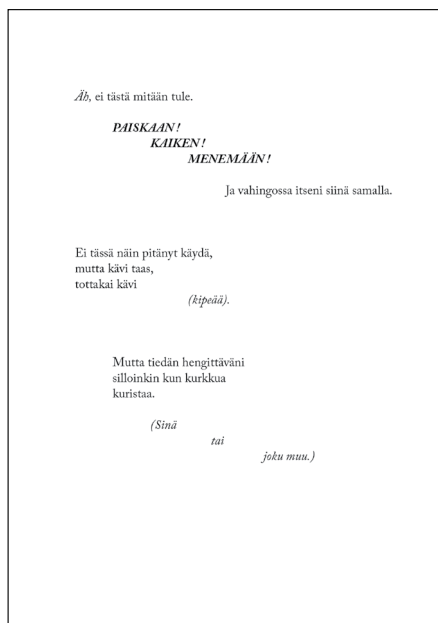 Äh, ei tästä mitään tule.
PAISKAAN!
KAIKEN!
MENEMÄÄN!
Ja vahingossa itseni siinä samalla.
Ei tässä näin pitänyt käydä,
mutta kävi taas,
tottakai kävi
(kipeää).
Mutta tiedän hengittäväni
silloinkin kun kurkkua
kuristaa.
(Sinä
tai
joku muu.)